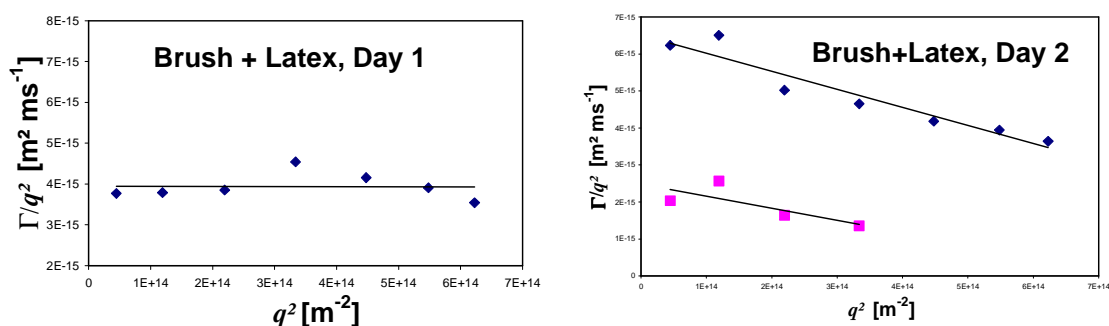 8E-15
7E-15
6E-15
5E-15
4E-15
3E-15
2E-15
Γ/q² [m² ms⁻¹]
Brush + Latex, Day 1
0 1E+14 2E+14 3E+14 4E+14 5E+14 6E+14 7E+14
q² [m⁻²]
7E-15
6E-15
5E-15
4E-15
3E-15
2E-15
1E-15
0
Γ/q² [m² ms⁻¹]
Brush+Latex, Day 2
0 1E+14 2E+14 3E+14 4E+14 5E+14 6E+14 7E+14
q² [m⁻²]